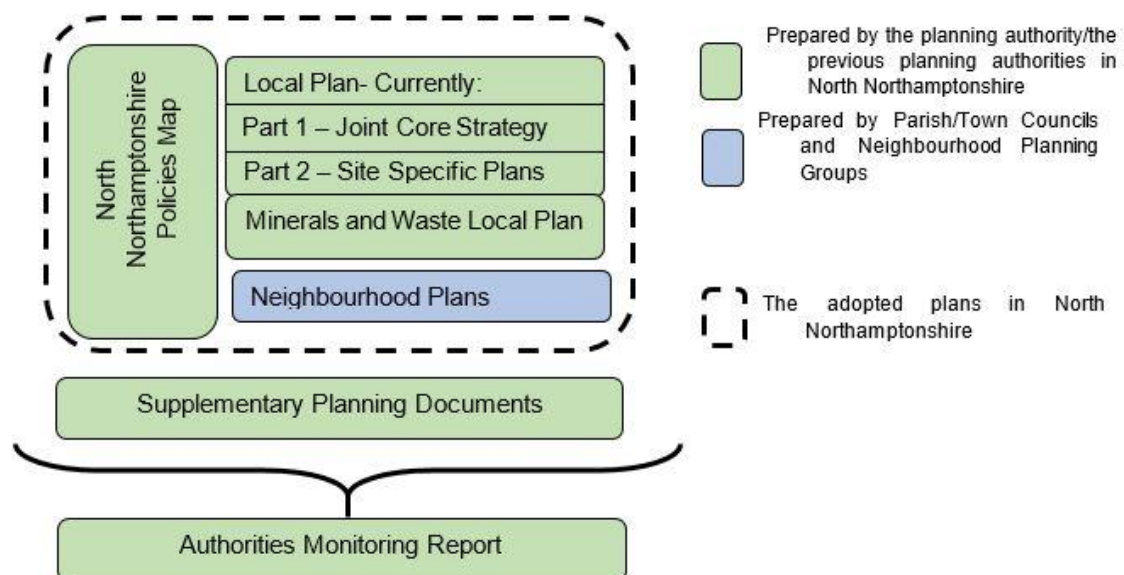 North
Northamptonshire
Policies Map
Local Plan- Currently:
Part 1 – Joint Core Strategy
Part 2 – Site Specific Plans
Minerals and Waste Local Plan
Neighbourhood Plans
Supplementary Planning Documents
Authorities Monitoring Report
Prepared by the planning authority/the
previous planning authorities in
North Northamptonshire
Prepared by Parish/Town Councils
and Neighbourhood Planning
Groups
The adopted plans in North
Northamptonshire